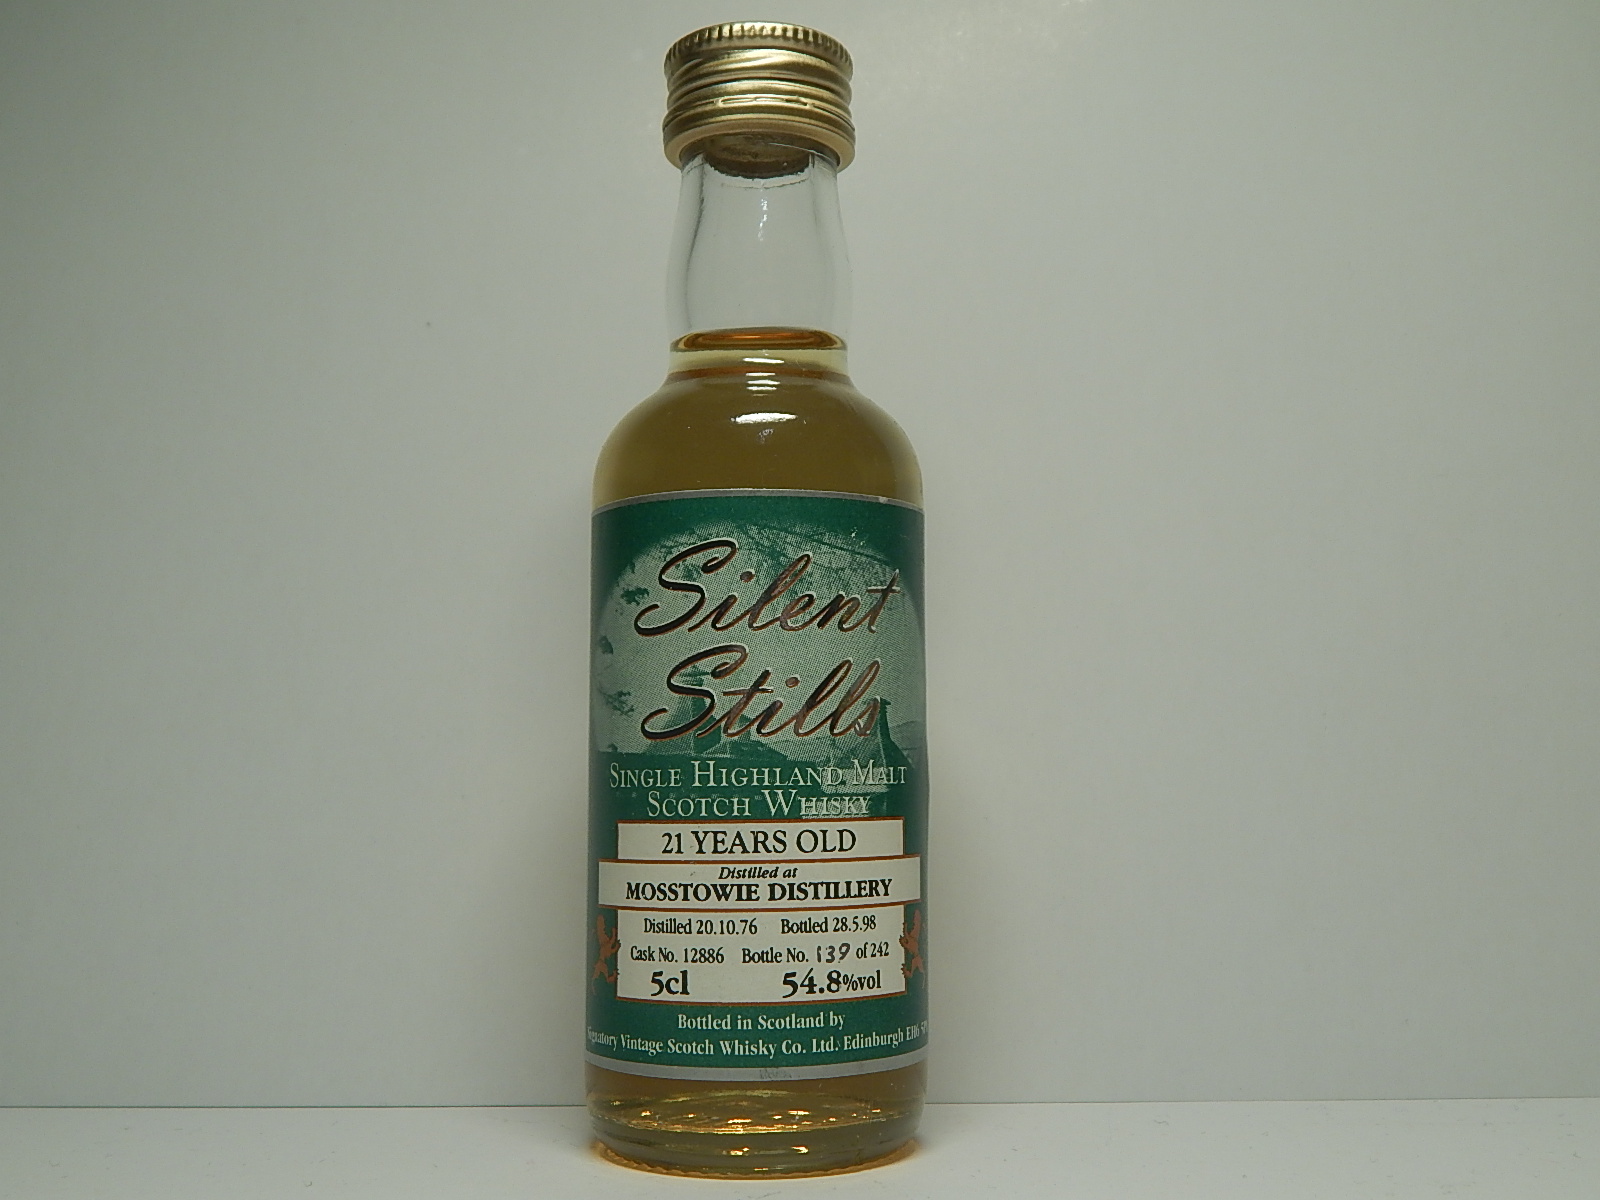 Silent
Stills
SINGLE HIGHLAND MALT
SCOTCH WHISKY
21 YEARS OLD
Distilled at
MOSSTOWIE DISTILLERY
Distilled 20.10.76 Bottled 28.5.98
Cask No. 12886 Bottle No. 139 of 242
5cl 54.8%vol
Bottled in Scotland by
Vintage Scotch Whisky Co. Ltd. Edinburgh EH6